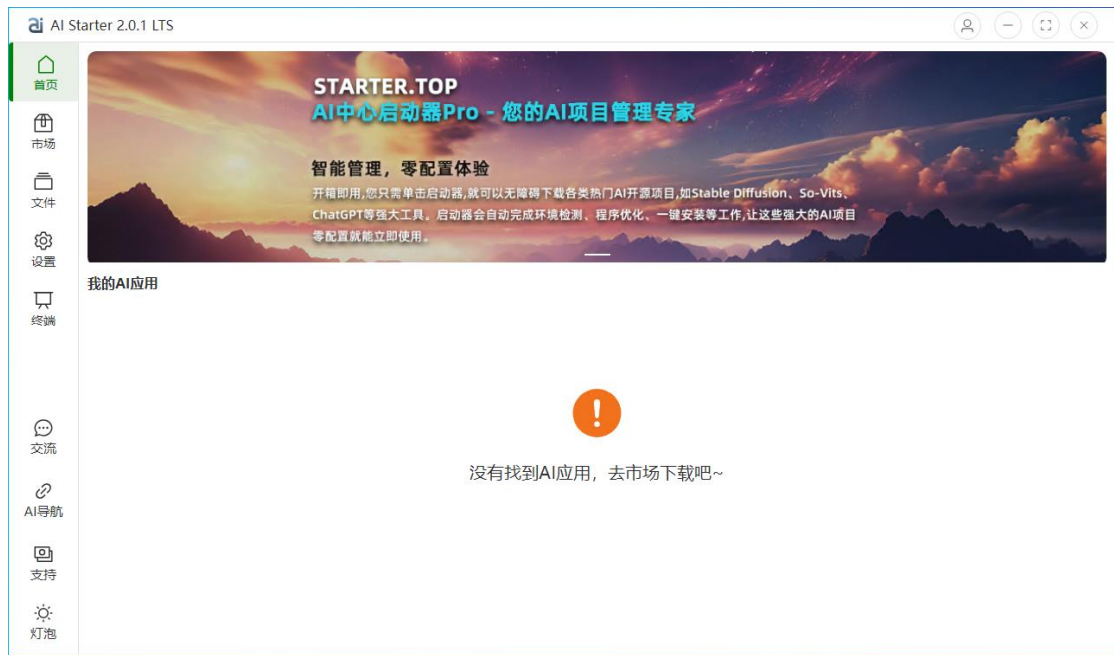 ai AI Starter 2.0.1 LTS
首页
市场
文件
设置
终端
交流
AI导航
支持
灯泡
STARTER.TOP
AI中心启动器Pro - 您的AI项目管理专家
智能管理，零配置体验
开箱即用,您只需单击启动器,就可以无障碍下载各类热门AI开源项目,如Stable Diffusion、So-Vits、
ChatGPT等强大工具。启动器会自动完成环境检测、程序优化、一键安装等工作,让这些强大的AI项目
零配置就能立即使用。
我的AI应用
没有找到AI应用，去市场下载吧~